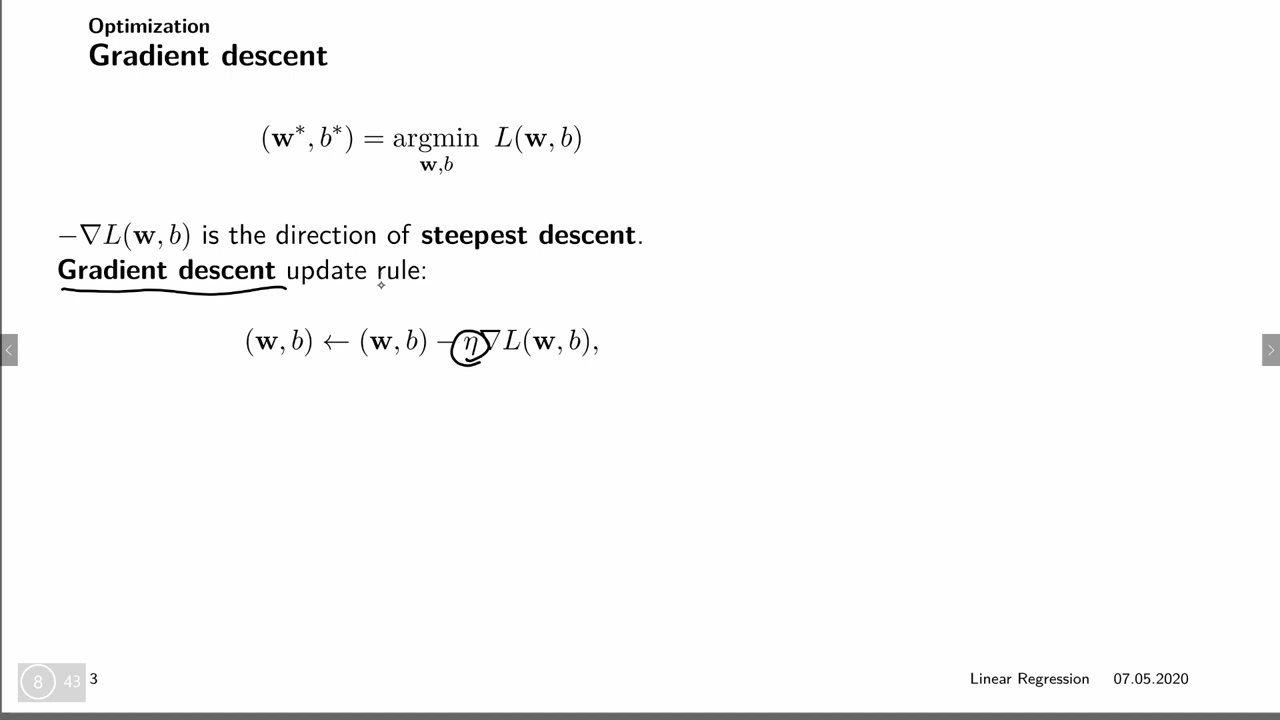 Optimization
Gradient descent
(w*, b*) = argmin L(w, b)
w,b
−∇L(w, b) is the direction of steepest descent.
Gradient descent update rule:
(w, b) ← (w, b) − η∇L(w, b),
8 43 3
Linear Regression 07.05.2020